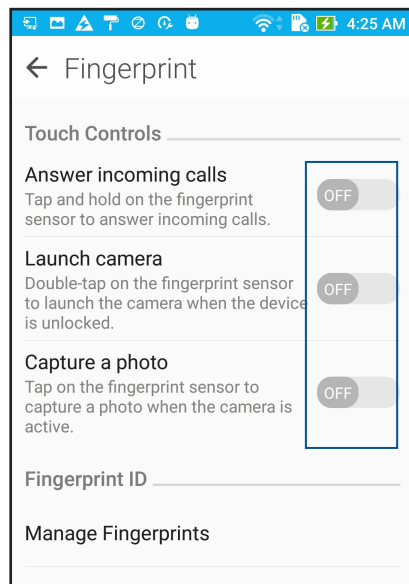 4:25 AM
Fingerprint
Touch Controls
Answer incoming calls
Tap and hold on the fingerprint
sensor to answer incoming calls.
OFF
Launch camera
Double-tap on the fingerprint sensor
to launch the camera when the device
is unlocked.
OFF
Capture a photo
Tap on the fingerprint sensor to
capture a photo when the camera is
active.
OFF
Fingerprint ID
Manage Fingerprints